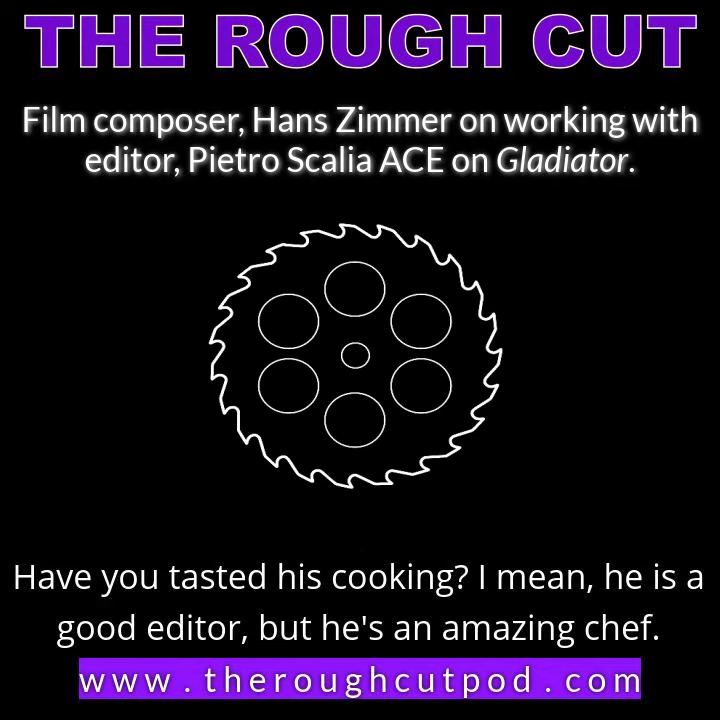 THE ROUGH CUT
Film composer, Hans Zimmer on working with
editor, Pietro Scalia ACE on Gladiator.
Have you tasted his cooking? I mean, he is a
good editor, but he's an amazing chef.
www.theroughcutpod.com